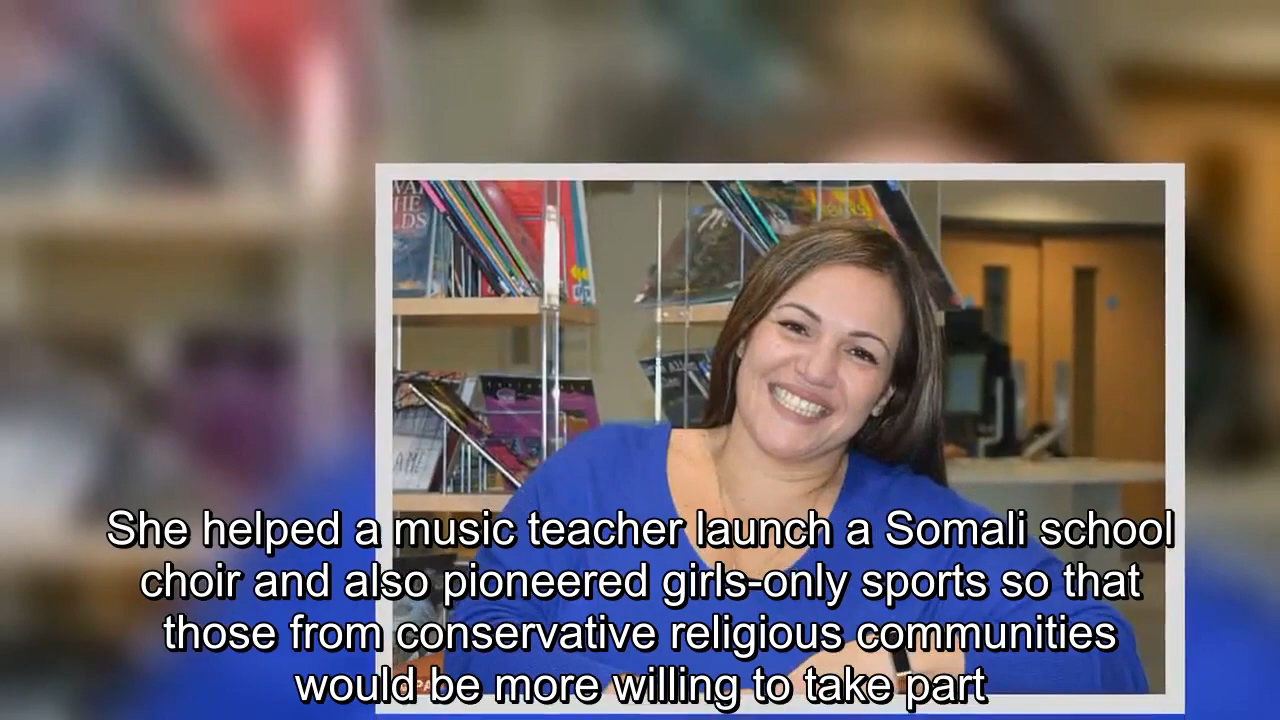 She helped a music teacher launch a Somali school
choir and also pioneered girls-only sports so that
those from conservative religious communities
would be more willing to take part